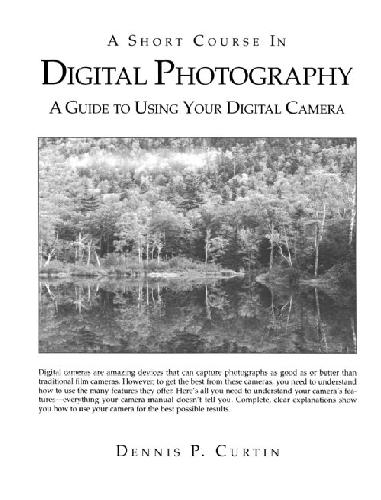 A SHORT COURSE IN
DIGITAL PHOTOGRAPHY
A GUIDE TO USING YOUR DIGITAL CAMERA
Digital cameras are amazing devices that can capture photographs as good as or butter than
traditional film cameras. However, to get the best from these cameras, you need to understand
how to use the many features they offer. Here's all you need to understand your camera's fea-
tures—everything your camera manual doesn't tell you. Complete, clear explanations show
you how to use your camera for the best possible results.
DENNIS P. CURTIN